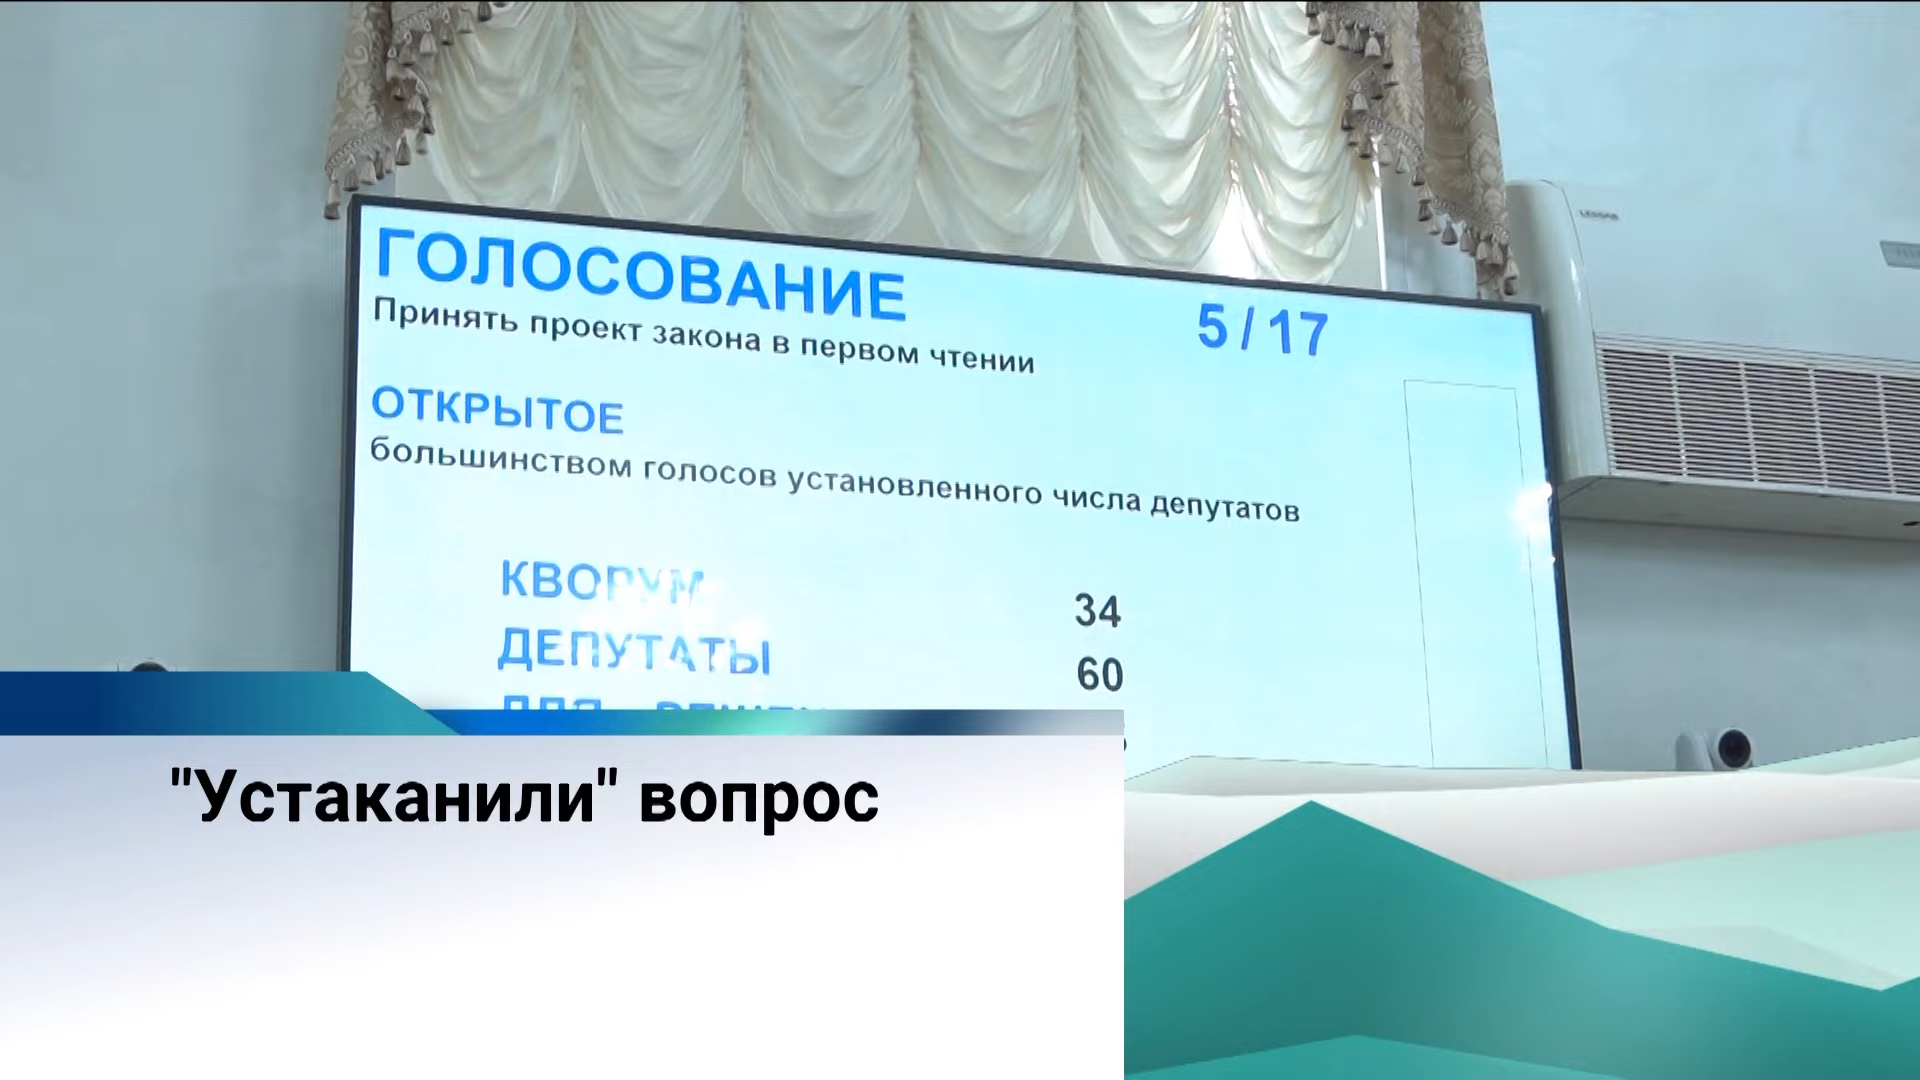 ГОЛОСОВАНИЕ
5 / 17
Принять проект закона в первом чтении
ОТКРЫТОЕ
большинством голосов установленного числа депутатов
КВОРУМ 34
ДЕПУТАТЫ 60
ДЛЯ
"Устаканили" вопрос